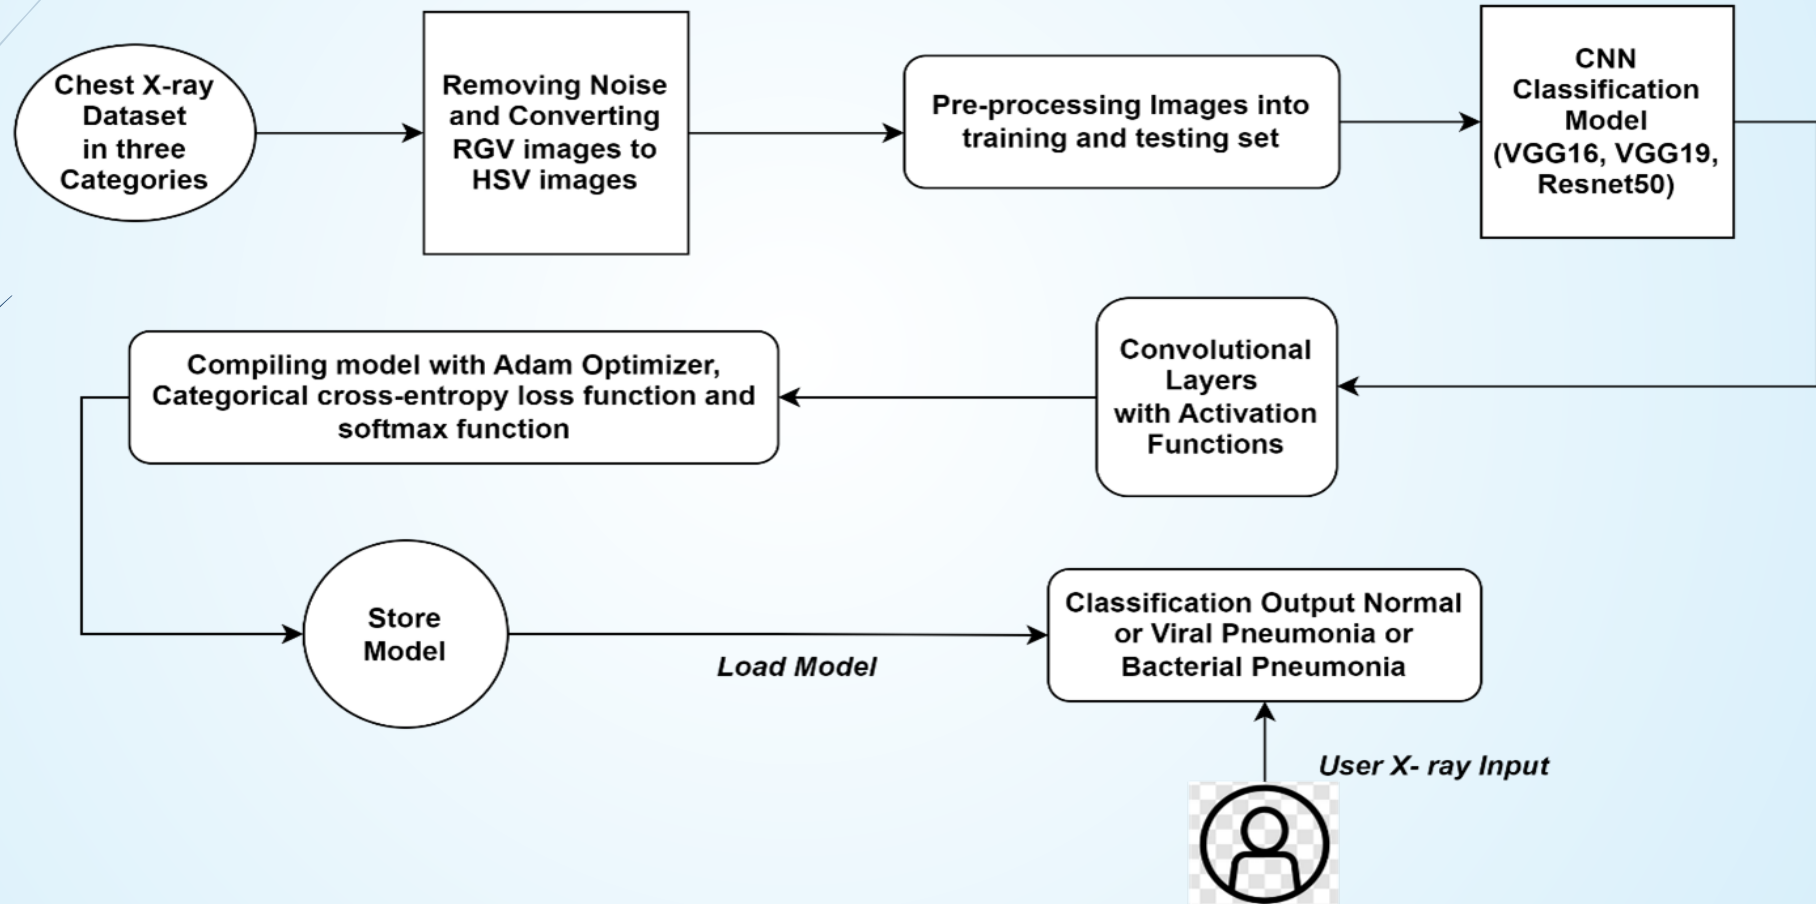 Chest X-ray
Dataset
in three
Categories
Removing Noise
and Converting
RGV images to
HSV images
Pre-processing Images into
training and testing set
CNN
Classification
Model
(VGG16, VGG19,
Resnet50)
Convolutional
Layers
with Activation
Functions
Compiling model with Adam Optimizer,
Categorical cross-entropy loss function and
softmax function
Store
Model
Load Model
Classification Output Normal
or Viral Pneumonia or
Bacterial Pneumonia
User X- ray Input